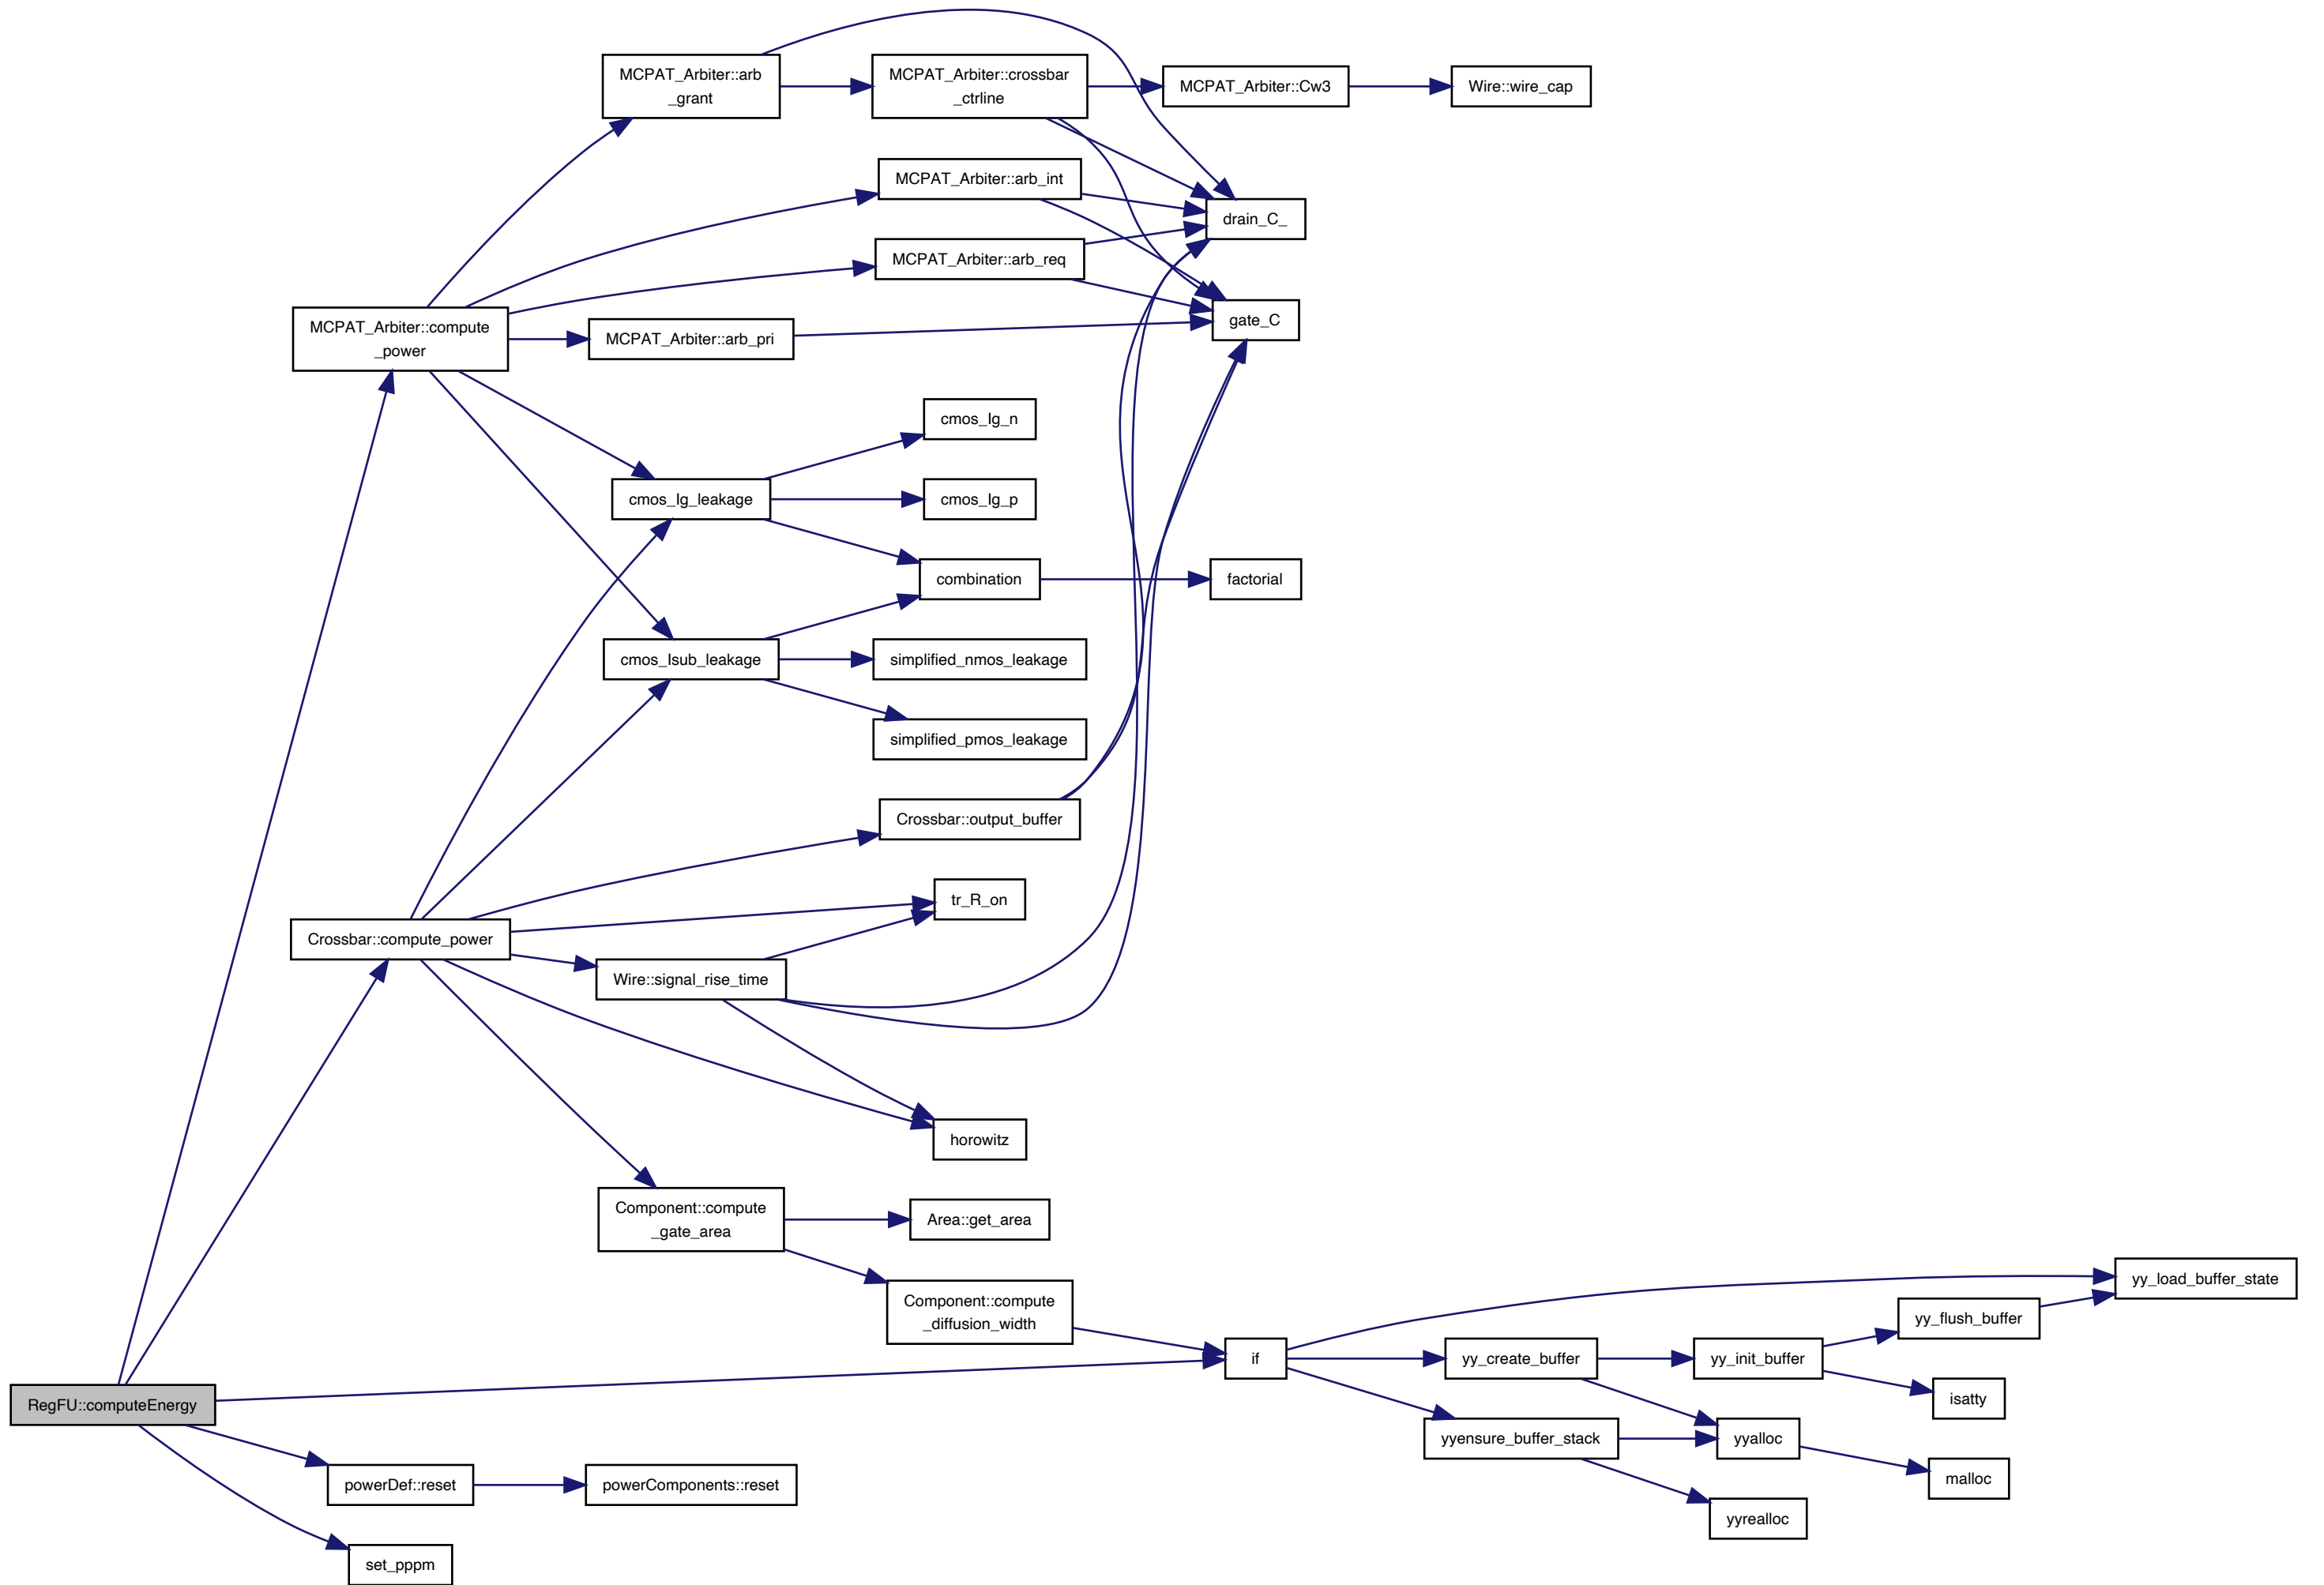 MCPAT_Arbiter::arb
_grant
MCPAT_Arbiter::crossbar
_ctrline
MCPAT_Arbiter::Cw3
Wire::wire_cap
MCPAT_Arbiter::arb_int
drain_C_
MCPAT_Arbiter::arb_req
gate_C
MCPAT_Arbiter::compute
_power
MCPAT_Arbiter::arb_pri
cmos_Ig_n
cmos_Ig_leakage
cmos_Ig_p
combination
factorial
cmos_Isub_leakage
simplified_nmos_leakage
simplified_pmos_leakage
Crossbar::output_buffer
tr_R_on
Crossbar::compute_power
Wire::signal_rise_time
horowitz
Component::compute
_gate_area
Area::get_area
Component::compute
_diffusion_width
yy_load_buffer_state
yy_flush_buffer
if
yy_create_buffer
yy_init_buffer
isatty
RegFU::computeEnergy
yyensure_buffer_stack
yyalloc
malloc
powerDef::reset
powerComponents::reset
yyrealloc
set_pppm